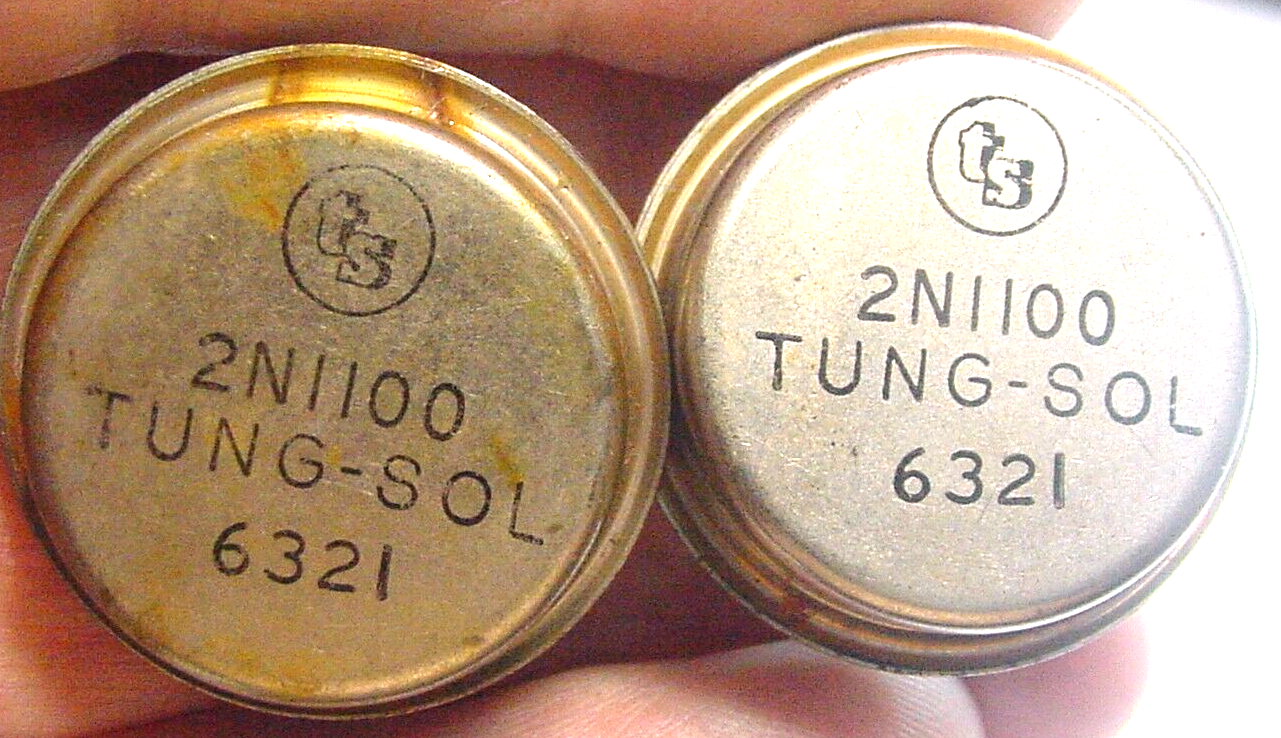 ts
2N1100
TUNG-SOL
6321
ts
2N1100
TUNG-SOL
6321